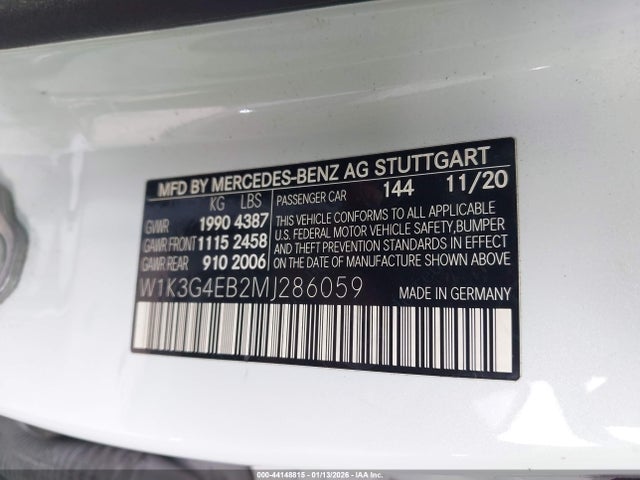 MFD BY MERCEDES-BENZ AG STUTTGART
KG LBS PASSENGER CAR 144 11/20
GVWR 1990 4387
GAWR FRONT 1115 2458
GAWR REAR 910 2006
THIS VEHICLE CONFORMS TO ALL APPLICABLE
U.S. FEDERAL MOTOR VEHICLE SAFETY,BUMPER
AND THEFT PREVENTION STANDARDS IN EFFECT
ON THE DATE OF MANUFACTURE SHOWN ABOVE.
W1K3G4EB2MJ286059 MADE IN GERMANY
000-44148815 - 01/13/2026 - IAA Inc.